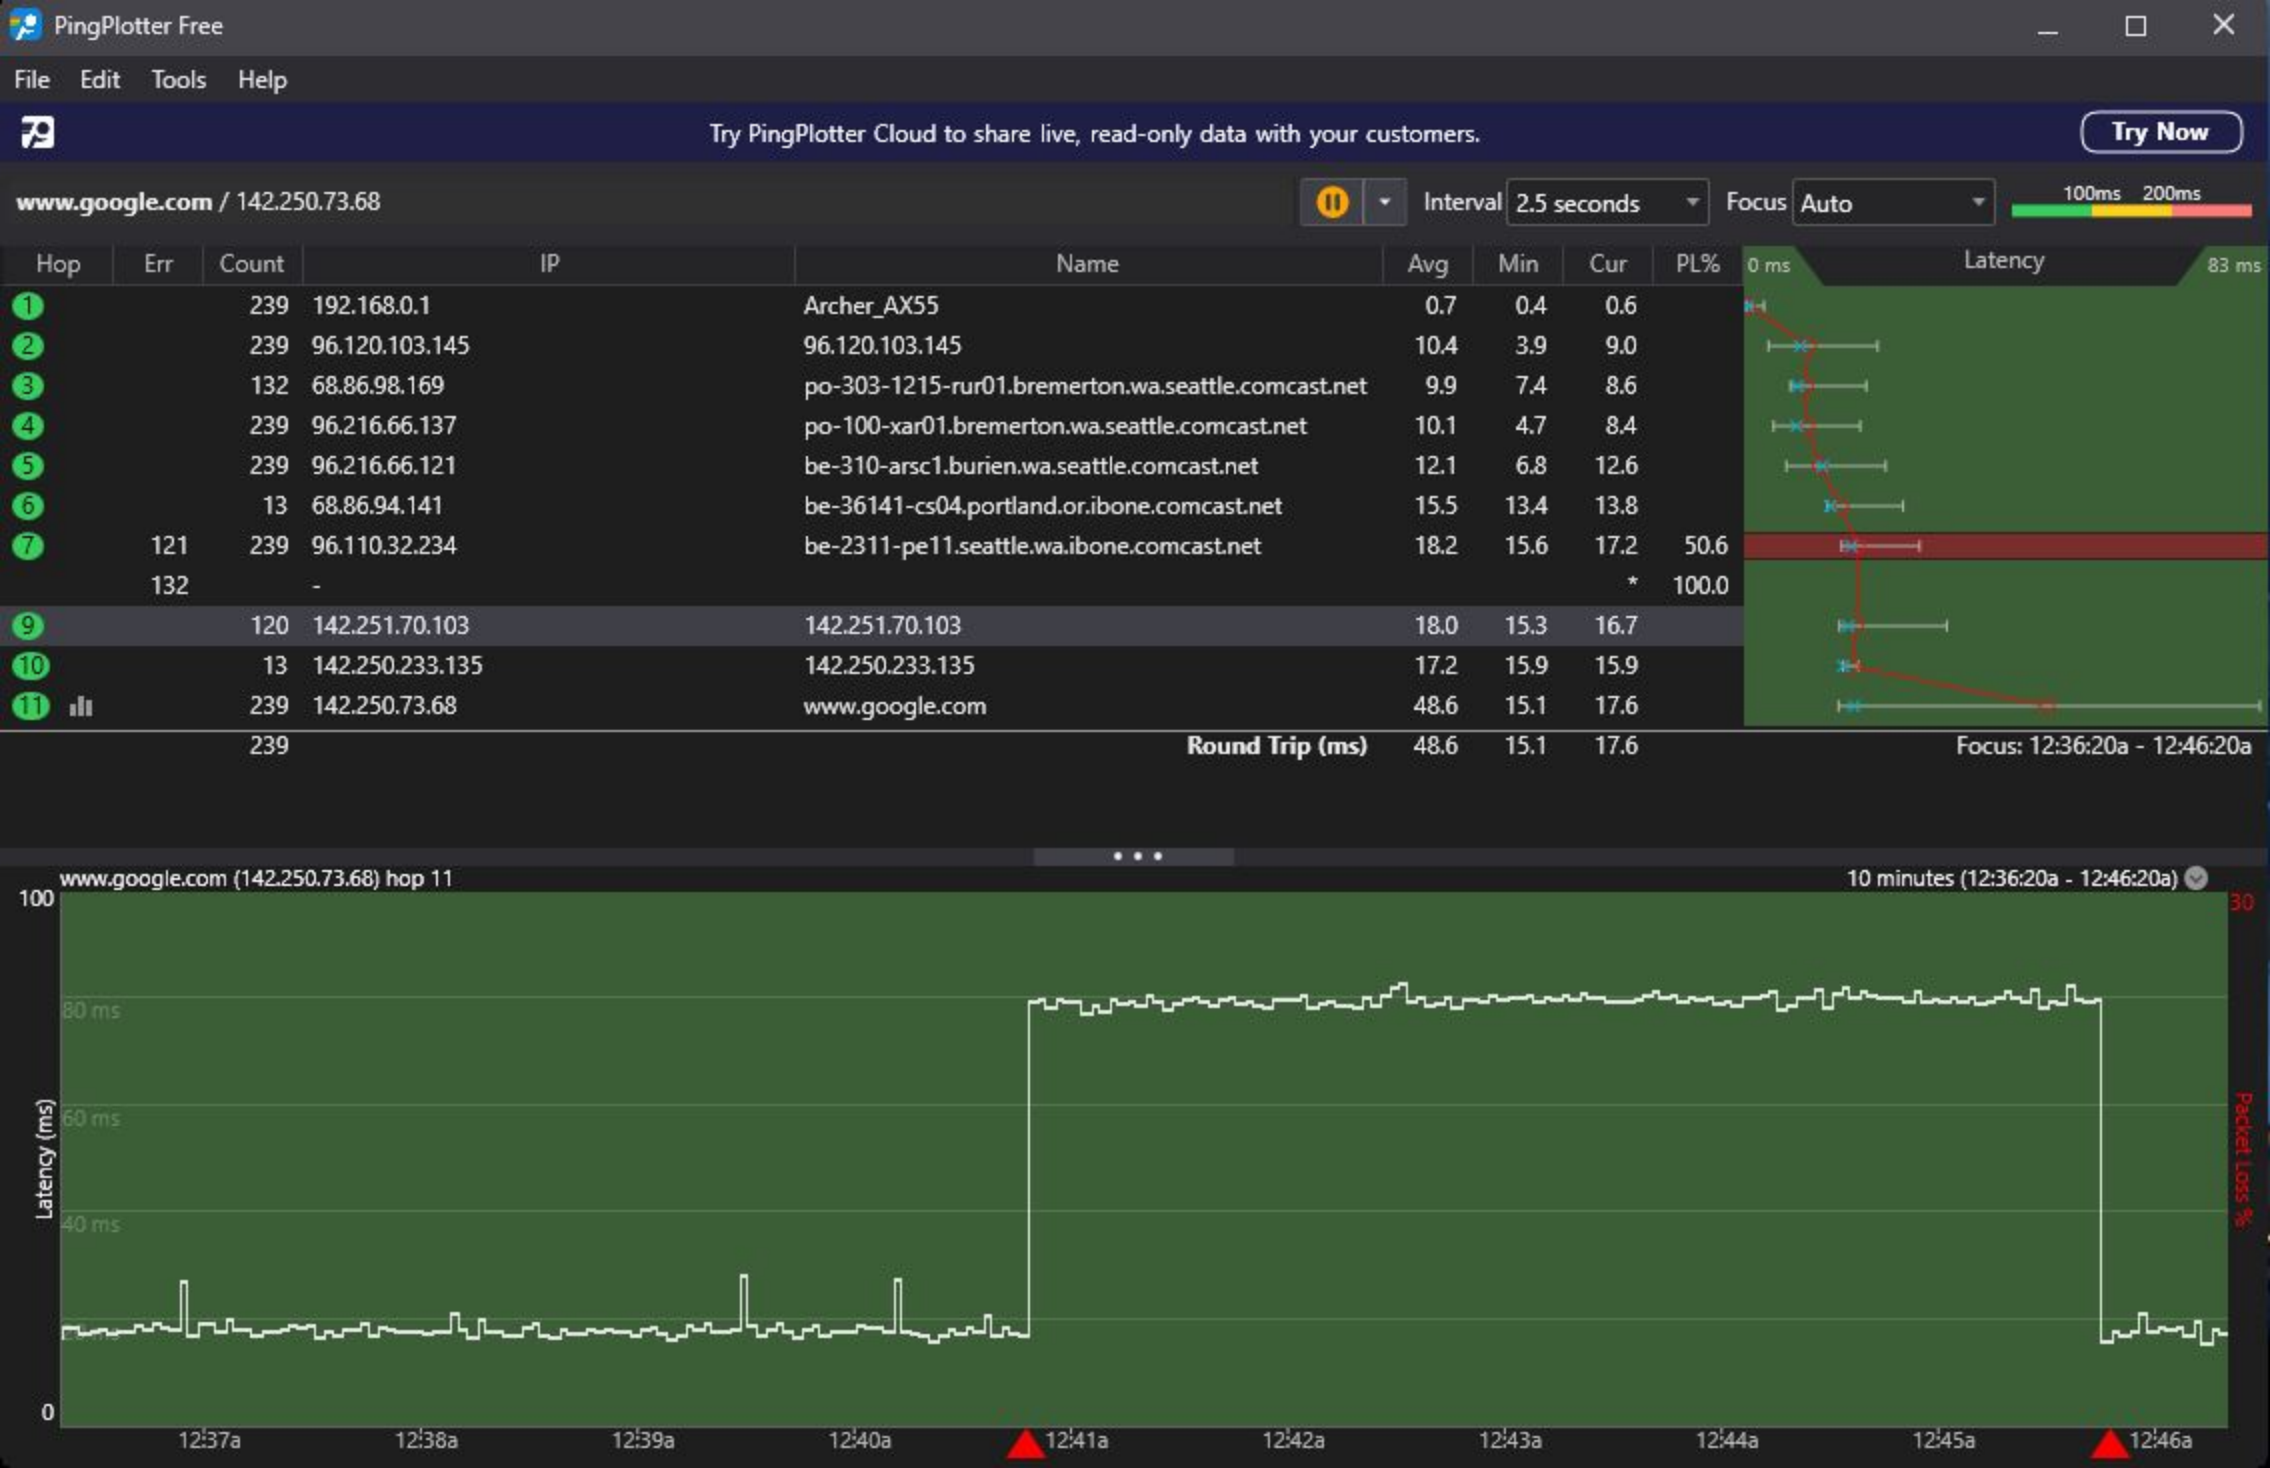 PingPlotter Free
File Edit Tools Help
Try PingPlotter Cloud to share live, read-only data with your customers. Try Now
www.google.com / 142.250.73.68 Interval 2.5 seconds Focus Auto 100ms 200ms
Hop Err Count IP Name Avg Min Cur PL% 0 ms Latency 83 ms
1 239 192.168.0.1 Archer_AX55 0.7 0.4 0.6
2 239 96.120.103.145 96.120.103.145 10.4 3.9 9.0
3 132 68.86.98.169 po-303-1215-rur01.bremerton.wa.seattle.comcast.net 9.9 7.4 8.6
4 239 96.216.66.137 po-100-xar01.bremerton.wa.seattle.comcast.net 10.1 4.7 8.4
5 239 96.216.66.121 be-310-arsc1.burien.wa.seattle.comcast.net 12.1 6.8 12.6
6 13 68.86.94.141 be-36141-cs04.portland.or.ibone.comcast.net 15.5 13.4 13.8
7 121 239 96.110.32.234 be-2311-pe11.seattle.wa.ibone.comcast.net 18.2 15.6 17.2 50.6
132 - * 100.0
9 120 142.251.70.103 142.251.70.103 18.0 15.3 16.7
10 13 142.250.233.135 142.250.233.135 17.2 15.9 15.9
11 239 142.250.73.68 www.google.com 48.6 15.1 17.6
239 Round Trip (ms) 48.6 15.1 17.6 Focus: 12:36:20a - 12:46:20a
www.google.com (142.250.73.68) hop 11 10 minutes (12:36:20a - 12:46:20a)
100 30
80 ms
60 ms
Latency (ms)
Packet Loss %
40 ms
0
12:37a 12:38a 12:39a 12:40a 12:41a 12:42a 12:43a 12:44a 12:45a 12:46a